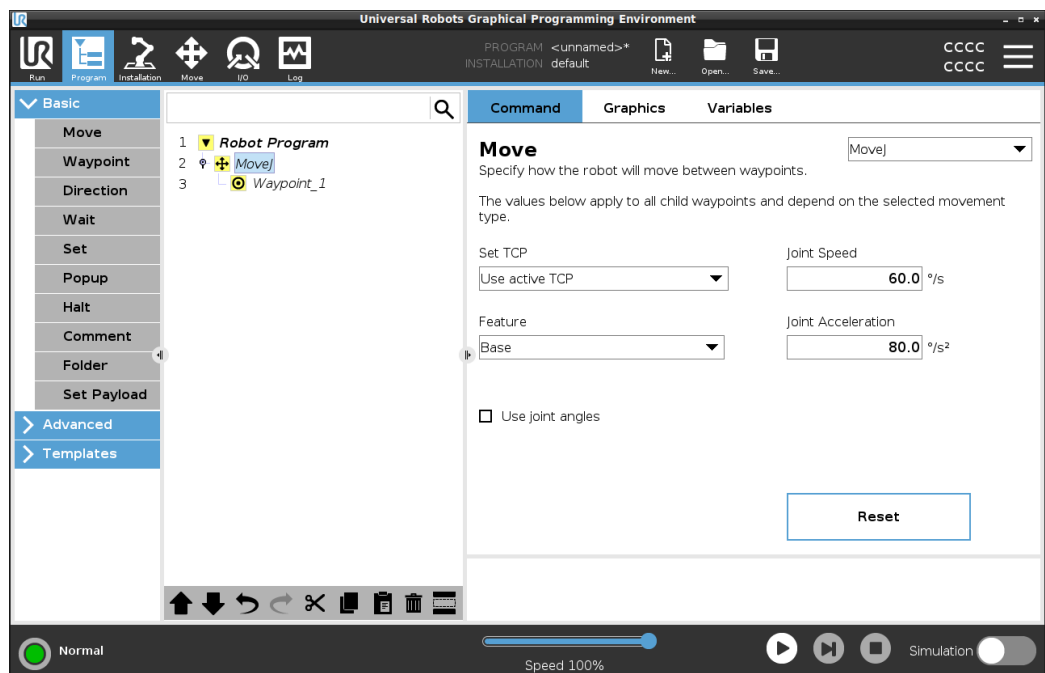 UR
Universal Robots Graphical Programming Environment
UR
Run
Program
Installation
Move
I/O
Log
PROGRAM <unnamed>*
INSTALLATION default
New...
Open...
Save...
cccc
cccc
Basic
Move
Waypoint
Direction
Wait
Set
Popup
Halt
Comment
Folder
Set Payload
Advanced
Templates
1 Robot Program
2 MoveJ
3 Waypoint_1
Command Graphics Variables
Move
MoveJ
Specify how the robot will move between waypoints.
The values below apply to all child waypoints and depend on the selected movement
type.
Set TCP
Joint Speed
Use active TCP
60.0 °/s
Feature
Joint Acceleration
Base
80.0 °/s²
Use joint angles
Reset
Normal
Speed 100%
Simulation